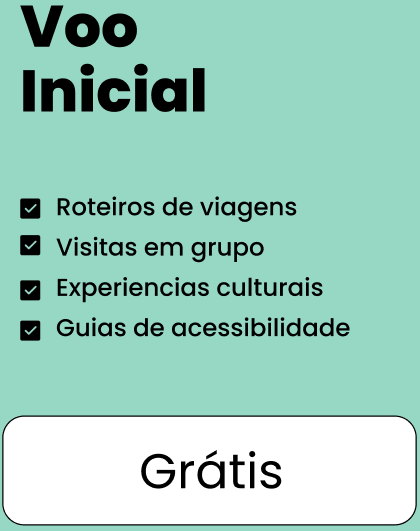 Voo
Inicial
Roteiros de viagens
Visitas em grupo
Experiencias culturais
Guias de acessibilidade
Grátis